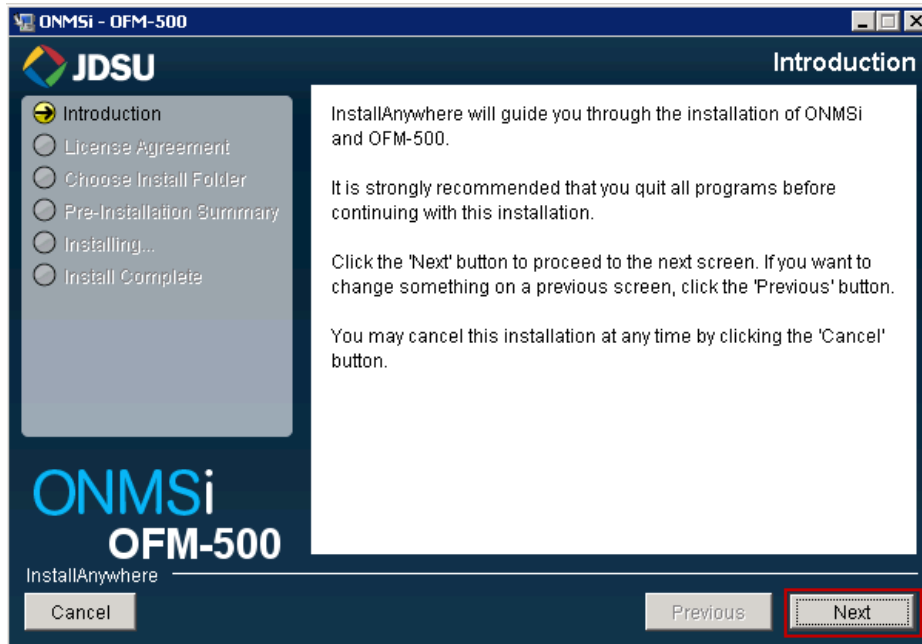 ONMSi - OFM-500
JDSU
Introduction
Introduction
License Agreement
Choose Install Folder
Pre-Installation Summary
Installing...
Install Complete
InstallAnywhere will guide you through the installation of ONMSi
and OFM-500.
It is strongly recommended that you quit all programs before
continuing with this installation.
Click the 'Next' button to proceed to the next screen. If you want to
change something on a previous screen, click the 'Previous' button.
You may cancel this installation at any time by clicking the 'Cancel'
button.
ONMSi
OFM-500
InstallAnywhere
Cancel
Previous
Next